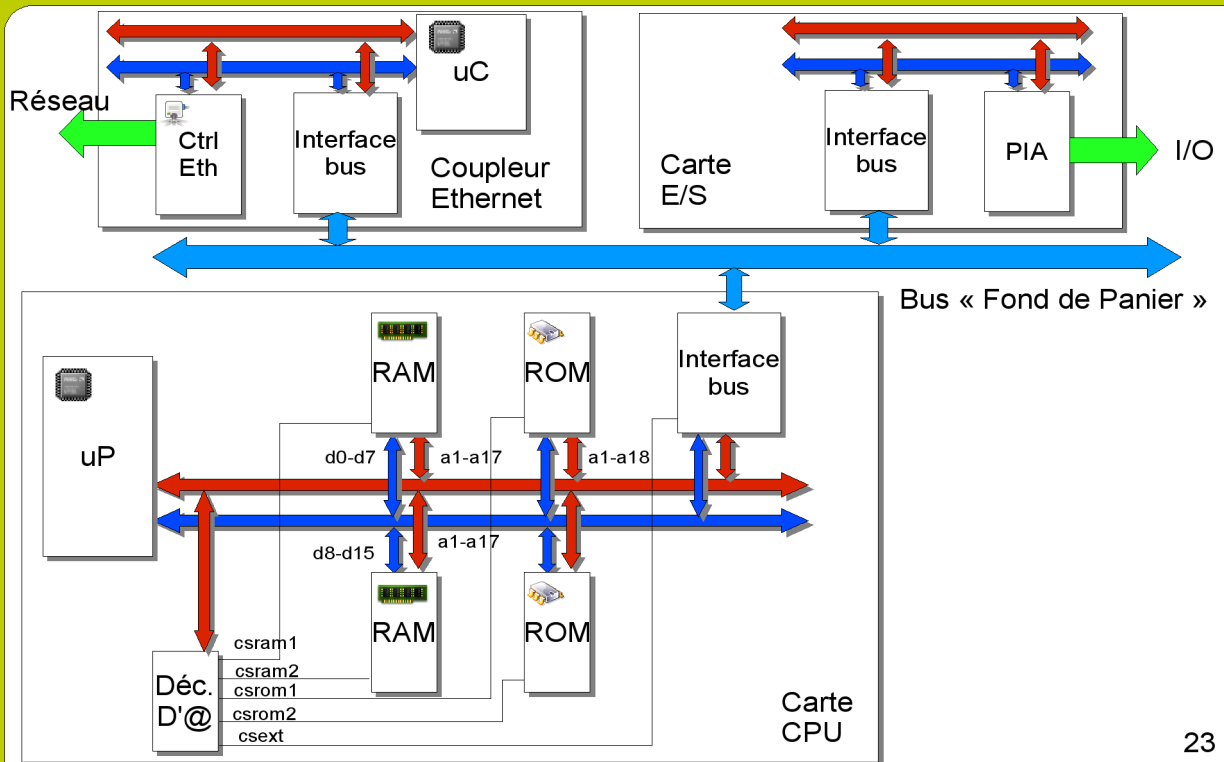 uC
Réseau
Ctrl
Eth
Interface
bus
Coupleur
Ethernet
Interface
bus
PIA
I/O
Carte
E/S
Bus « Fond de Panier »
RAM
ROM
Interface
bus
uP
d0-d7
a1-a17
a1-a18
d8-d15
a1-a17
RAM
ROM
csram1
csram2
csrom1
csrom2
csext
Déc.
D'@
Carte
CPU
23